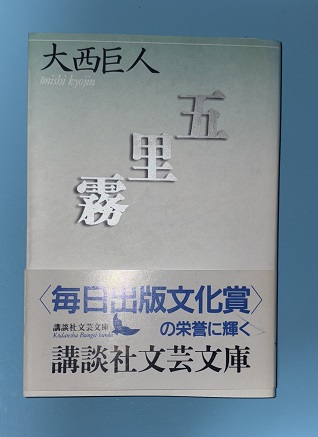 大西巨人
onishi kyojin
五里霧
〈毎日出版文化賞〉
の栄誉に輝く
講談社文芸文庫
Kodansha Bungei bunko
講談社文芸文庫